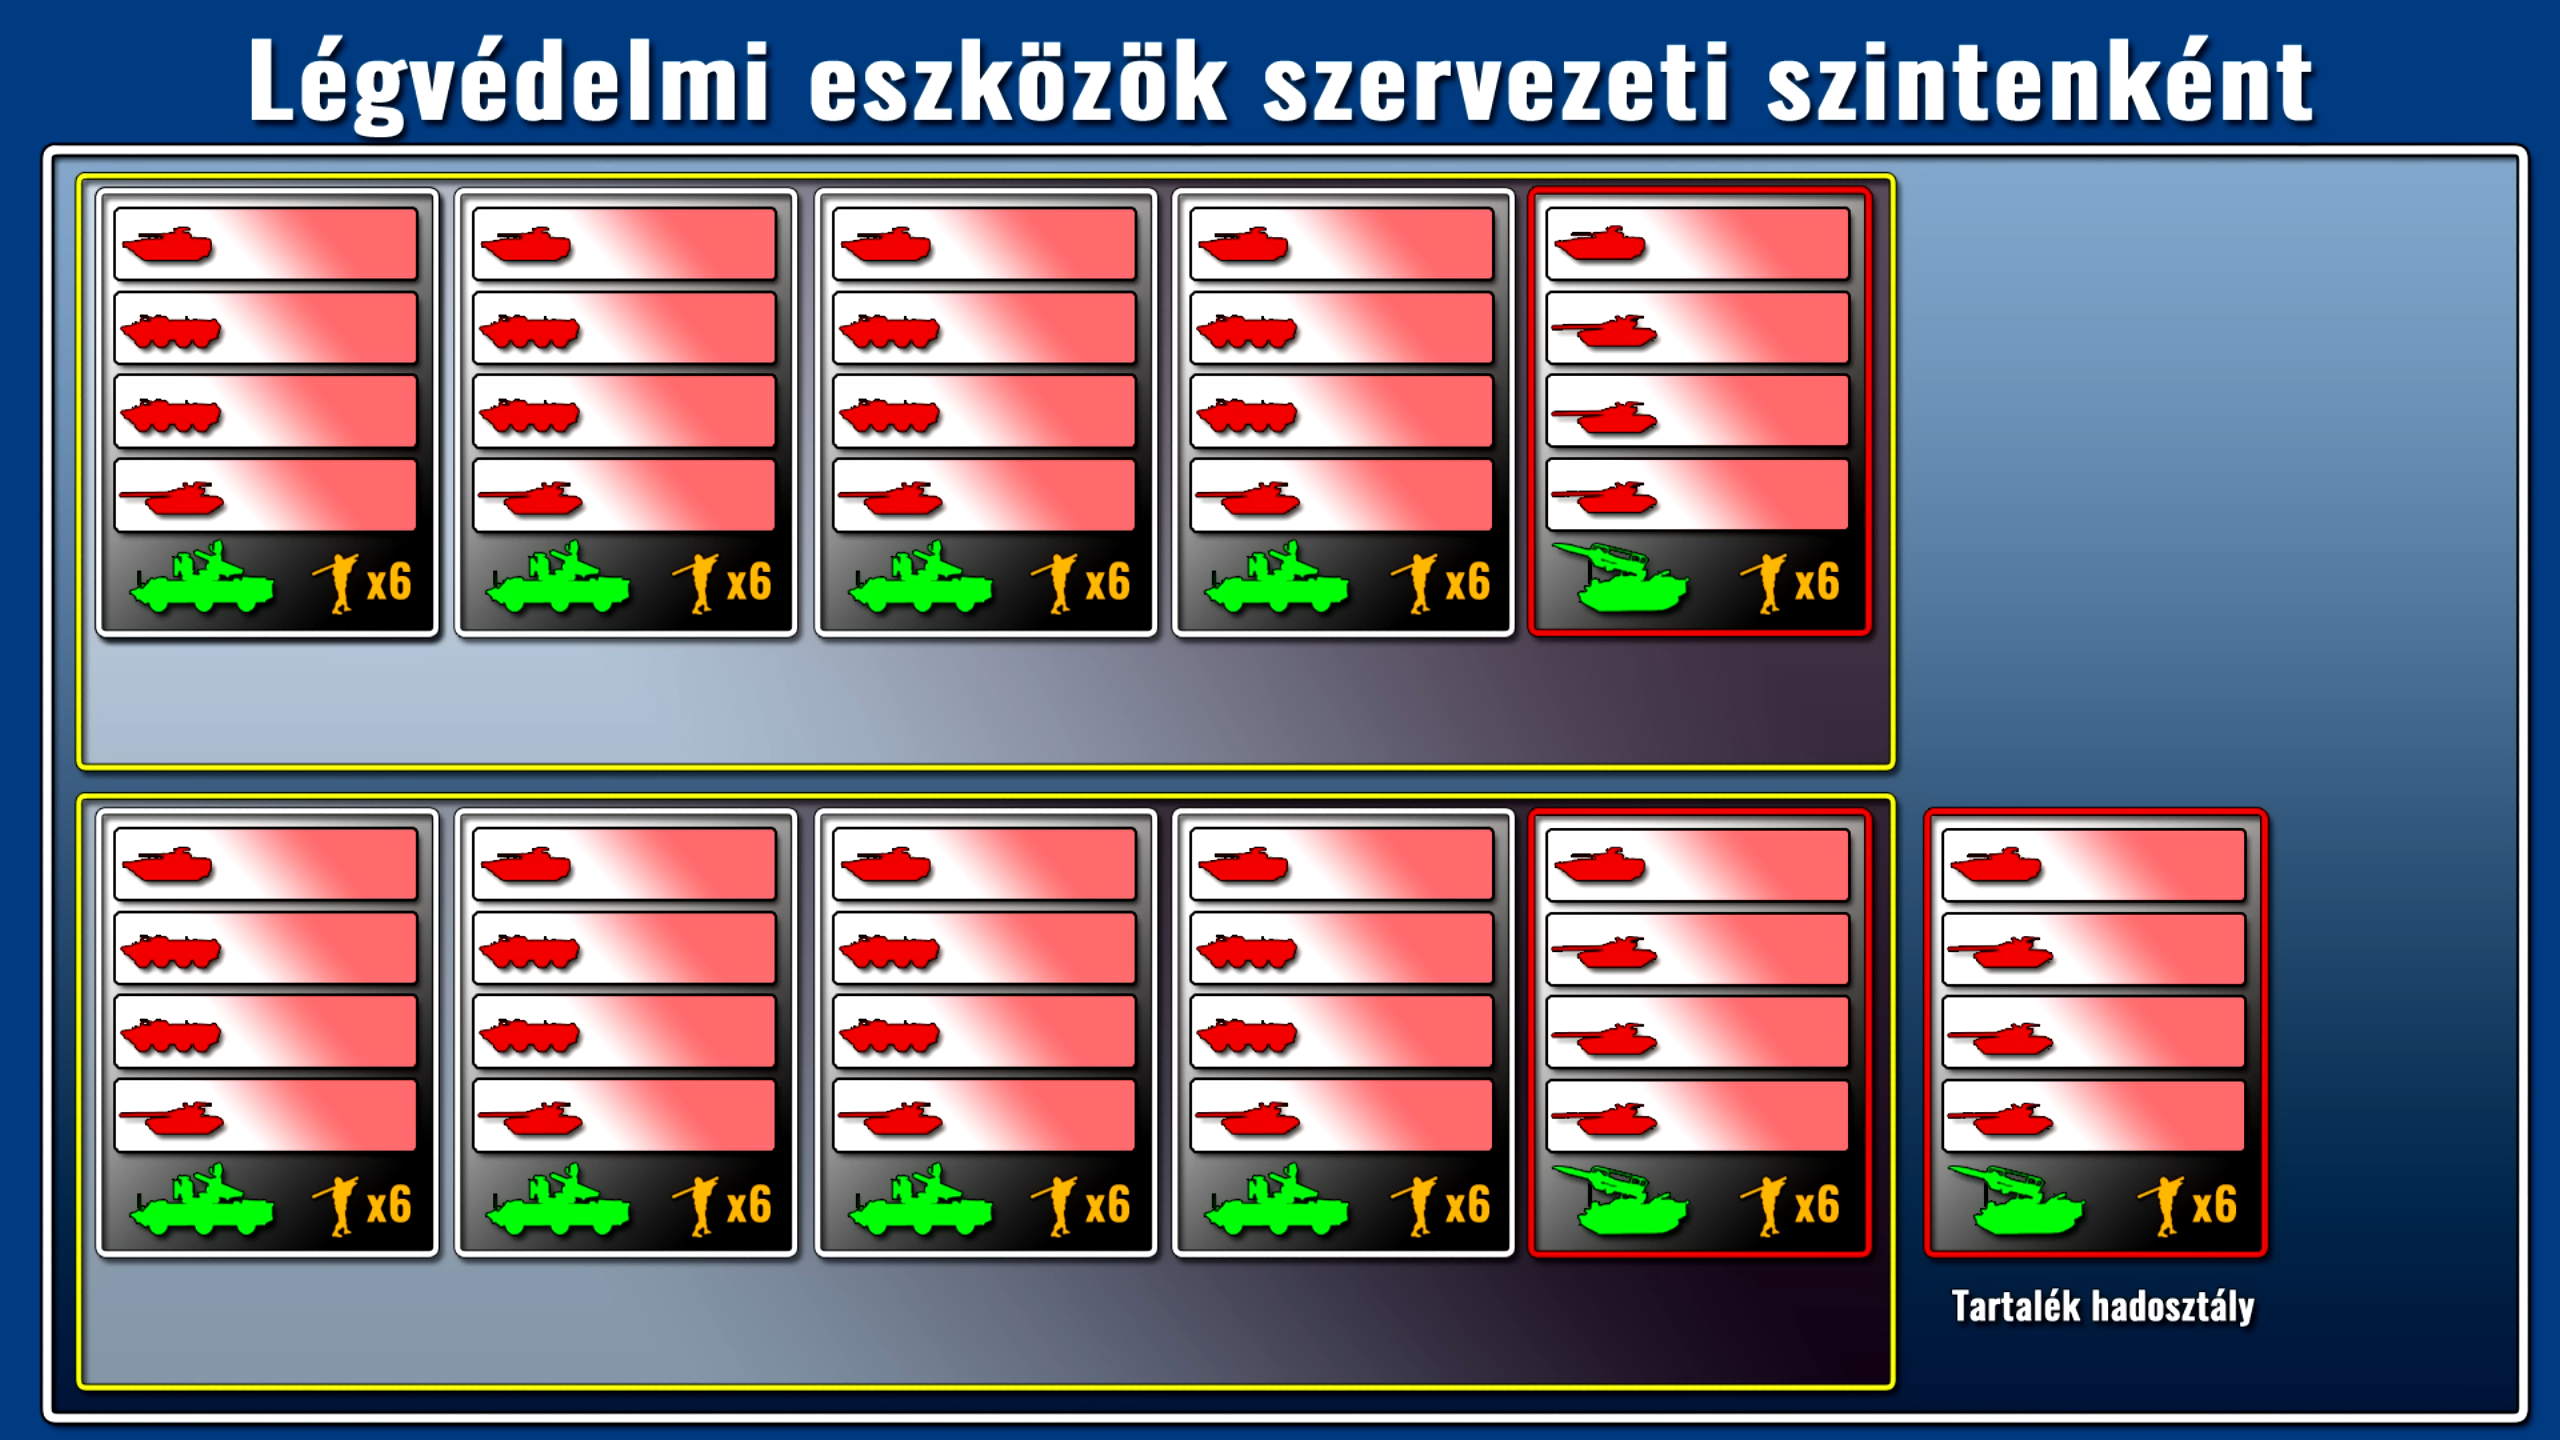 Légvédelmi eszközök szervezeti szintenként
x6 x6 x6 x6 x6
x6 x6 x6 x6 x6 x6
Tartalék hadosztály